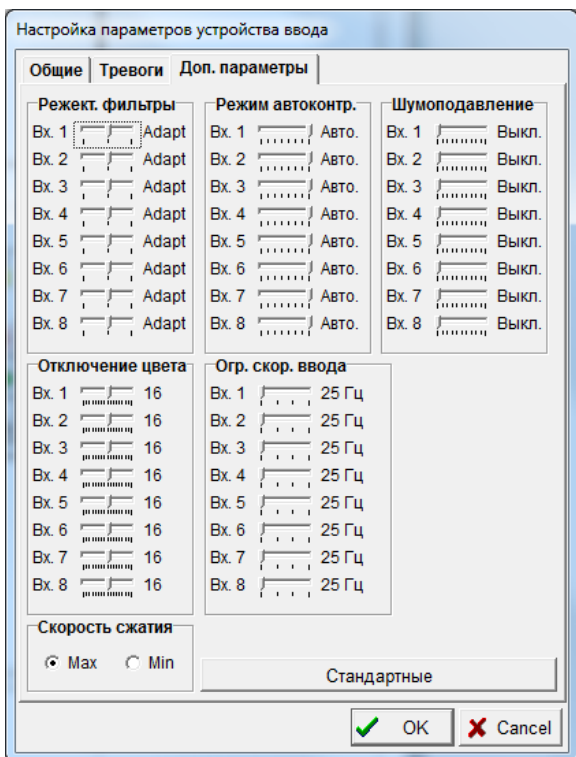 Настройка параметров устройства ввода
Общие Тревоги Доп. параметры
Режект. фильтры Режим автоконтр. Шумоподавление
Вх. 1 Adapt Вх. 1 Авто. Вх. 1 Выкл.
Вх. 2 Adapt Вх. 2 Авто. Вх. 2 Выкл.
Вх. 3 Adapt Вх. 3 Авто. Вх. 3 Выкл.
Вх. 4 Adapt Вх. 4 Авто. Вх. 4 Выкл.
Вх. 5 Adapt Вх. 5 Авто. Вх. 5 Выкл.
Вх. 6 Adapt Вх. 6 Авто. Вх. 6 Выкл.
Вх. 7 Adapt Вх. 7 Авто. Вх. 7 Выкл.
Вх. 8 Adapt Вх. 8 Авто. Вх. 8 Выкл.
Отключение цвета Огр. скор. ввода
Вх. 1 16 Вх. 1 25 Гц
Вх. 2 16 Вх. 2 25 Гц
Вх. 3 16 Вх. 3 25 Гц
Вх. 4 16 Вх. 4 25 Гц
Вх. 5 16 Вх. 5 25 Гц
Вх. 6 16 Вх. 6 25 Гц
Вх. 7 16 Вх. 7 25 Гц
Вх. 8 16 Вх. 8 25 Гц
Скорость сжатия
Max Min
Стандартные
OK Cancel